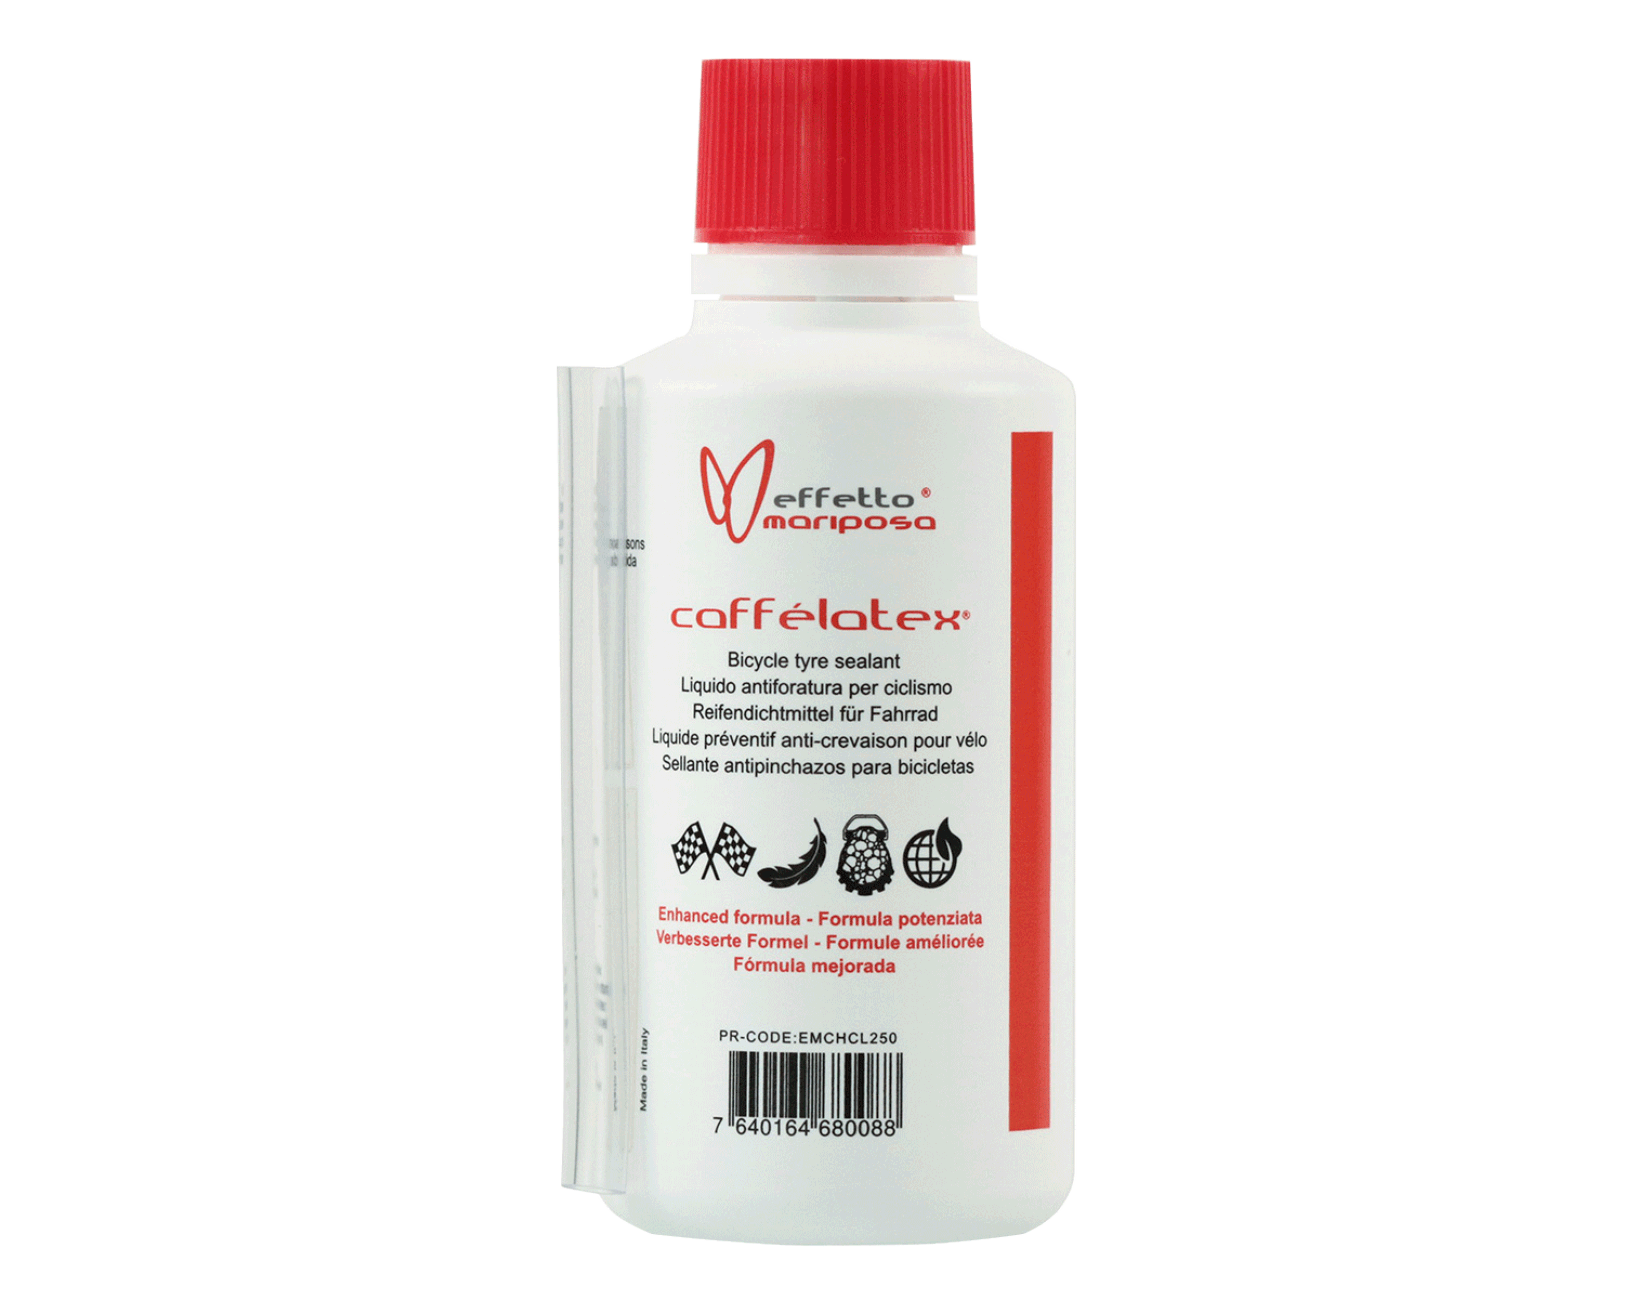 effetto®
mariposa
caffélatex®
Bicycle tyre sealant
Liquido antiforatura per ciclismo
Reifendichtmittel für Fahrrad
Liquide préventif anti-crevaison pour vélo
Sellante antipinchazos para bicicletas
Enhanced formula - Formula potenziata
Verbesserte Formel - Formule améliorée
Fórmula mejorada
PR-CODE:EMCHCL250
7 640164 680088
Made in Italy